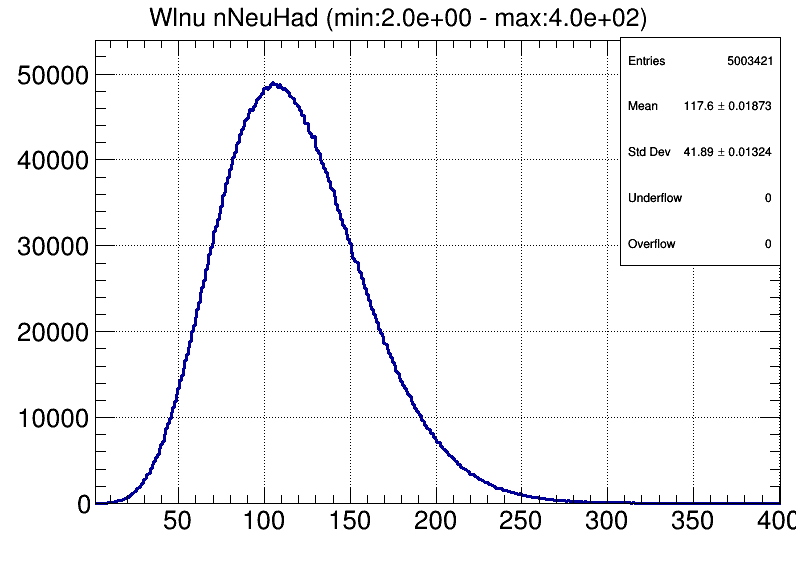 Wlnu nNeuHad (min:2.0e+00 - max:4.0e+02)
Entries 5003421
Mean 117.6 ± 0.01873
Std Dev 41.89 ± 0.01324
Underflow 0
Overflow 0
50000
40000
30000
20000
10000
0
50 100 150 200 250 300 350 400